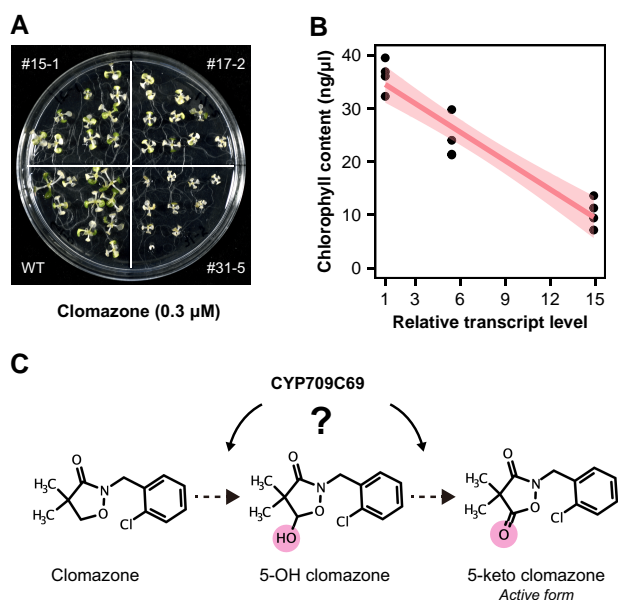 A
#15-1
#17-2
WT
#31-5
Clomazone (0.3 µM)
B
Chlorophyll content (ng/µl)
40
30
20
10
0
1 3 6 9 12 15
Relative transcript level
C
CYP709C69
?
O
H₃C
H₃C
N
O
Cl
Clomazone
O
H₃C
H₃C
N
O
HO
Cl
5-OH clomazone
O
H₃C
H₃C
N
O
O
Cl
5-keto clomazone
Active form